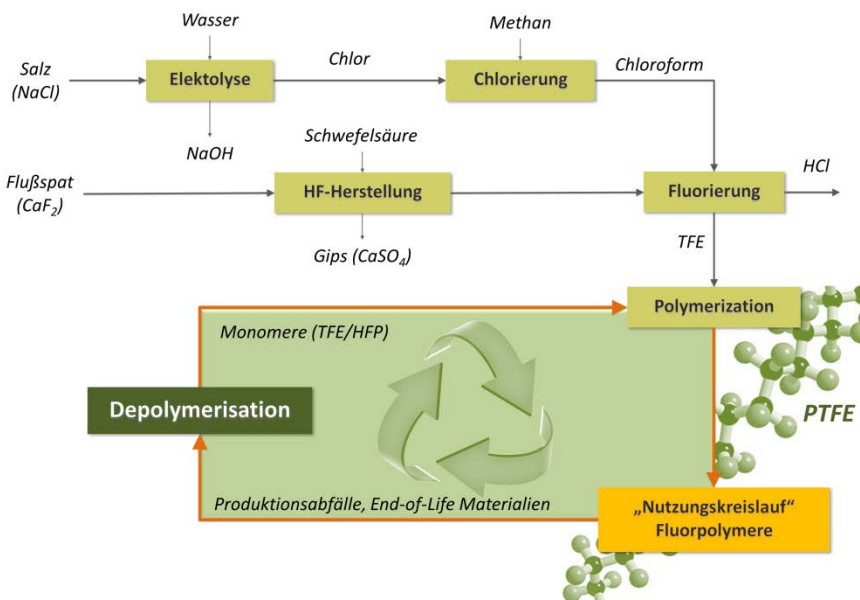 Wasser
Methan
Salz
(NaCl)
Elektolyse
Chlor
Chlorierung
Chloroform
NaOH
Schwefelsäure
HCl
Flußspat
(CaF₂)
HF-Herstellung
Fluorierung
Gips (CaSO₄)
TFE
Polymerization
Monomere (TFE/HFP)
Depolymerisation
PTFE
Produktionsabfälle, End-of-Life Materialien
„Nutzungskreislauf“
Fluorpolymere